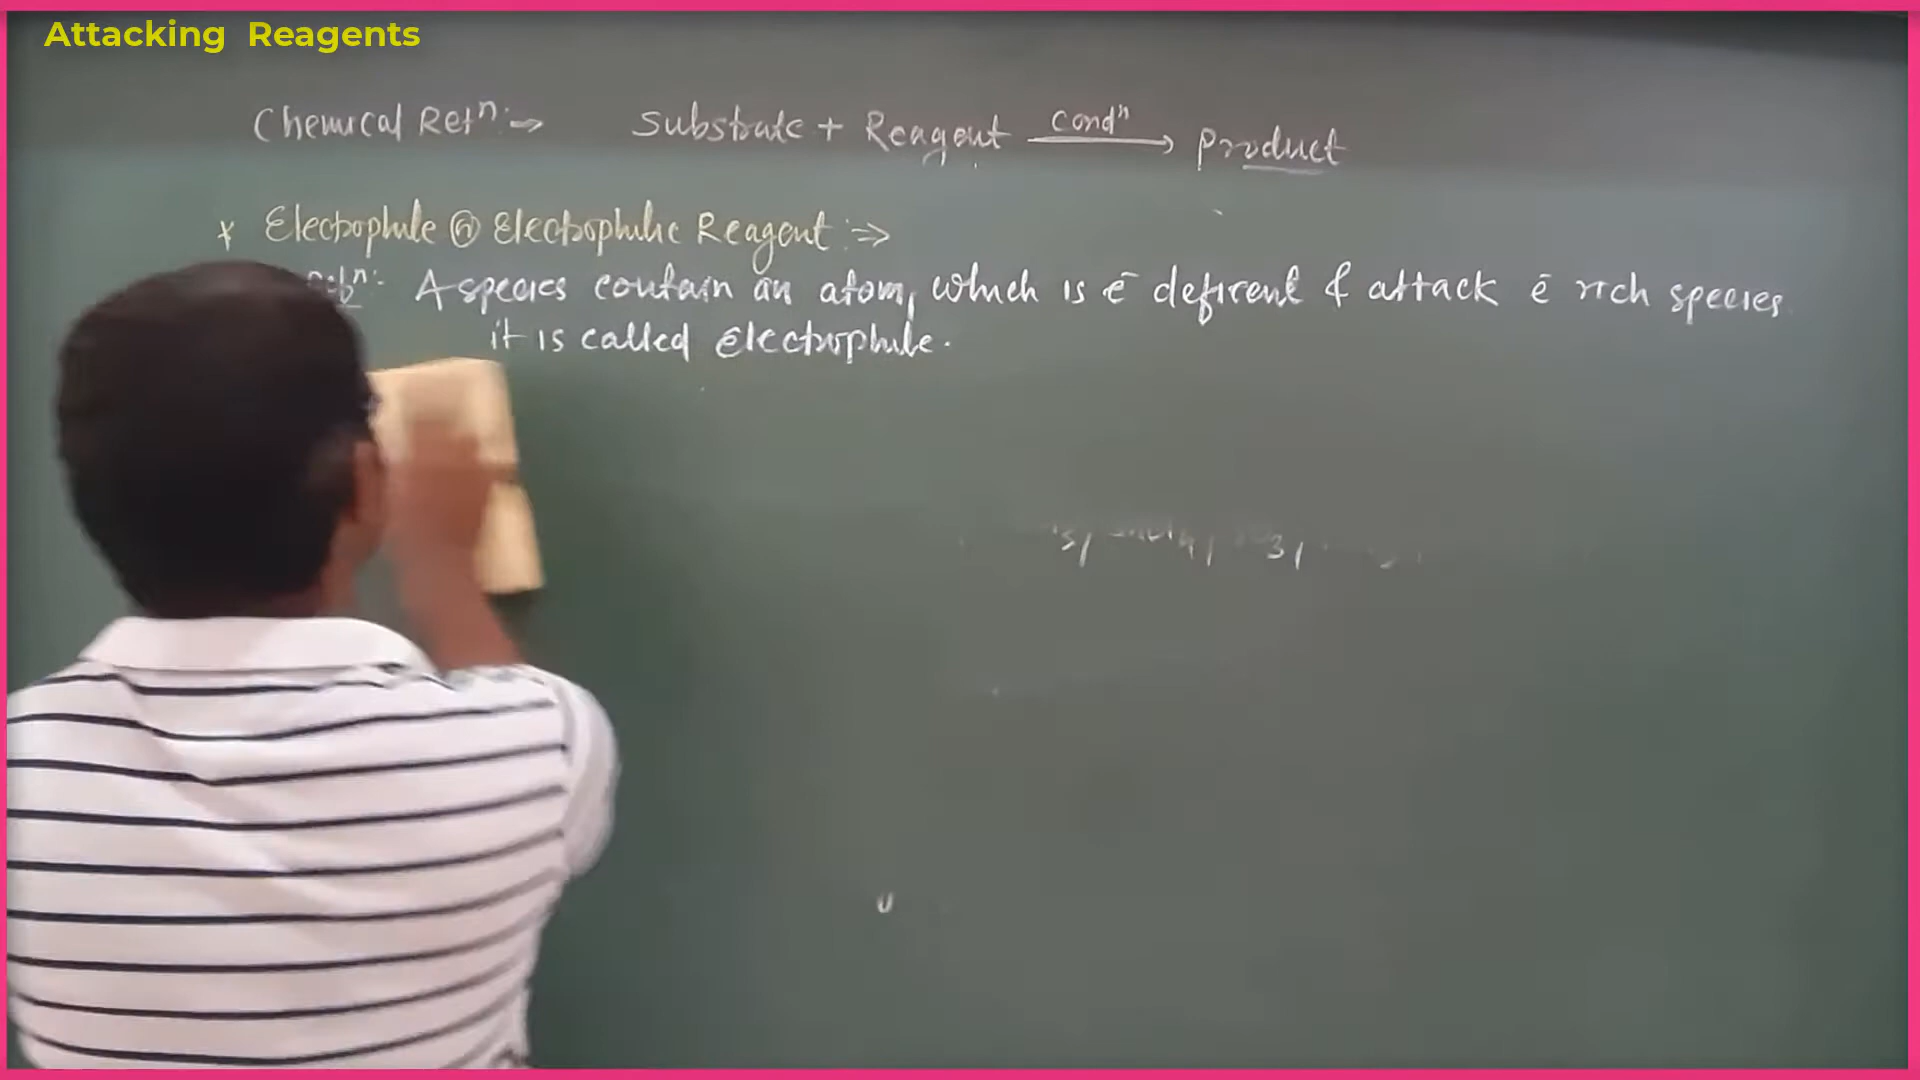 Attacking Reagents
Chemical Retⁿ:→ Substrate + Reagent condⁿ→ Product
* Electrophile or Electrophilic Reagent :⇒
A species contain an atom, which is ē deficient & attack ē rich species
it is called electrophile.